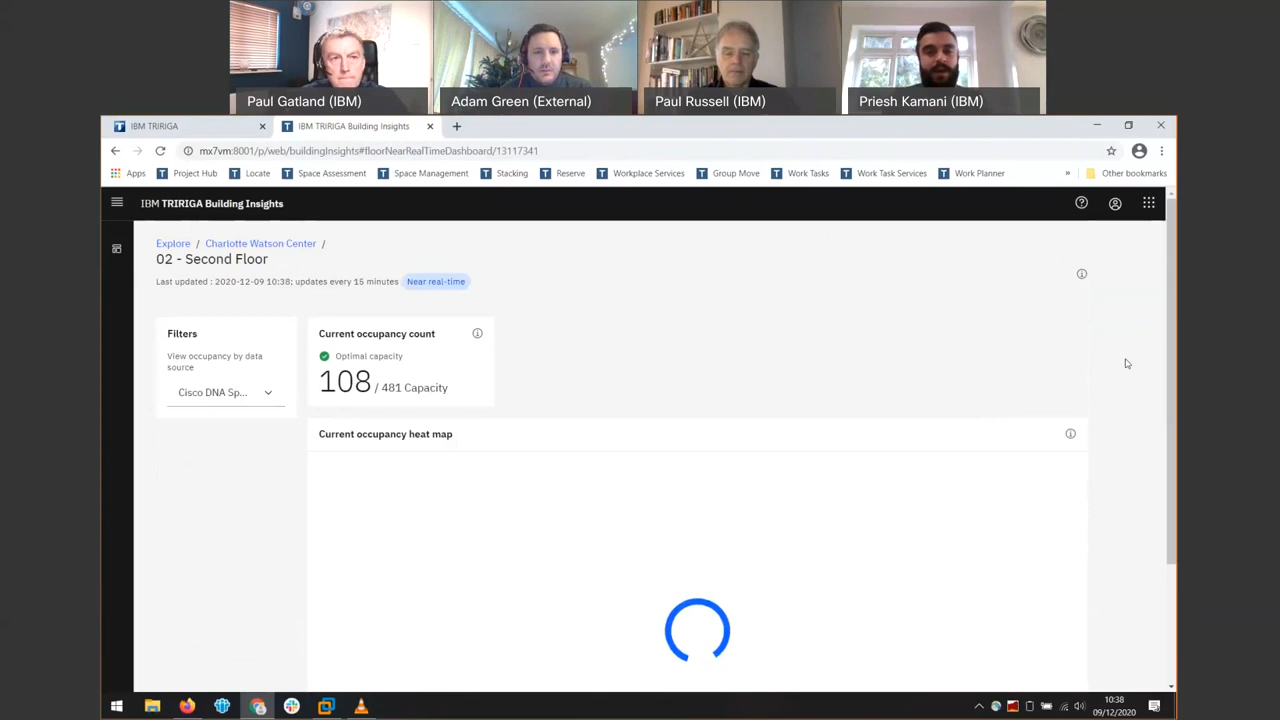 Paul Gatland (IBM)
Adam Green (External)
Paul Russell (IBM)
Priesh Kamani (IBM)
IBM TRIRIGA
IBM TRIRIGA Building Insights
mx7vm:8001/p/web/buildingInsights#floorNearRealTimeDashboard/13117341
Apps
Project Hub
Locate
Space Assessment
Space Management
Stacking
Reserve
Workplace Services
Group Move
Work Tasks
Work Task Services
Work Planner
»
Other bookmarks
IBM TRIRIGA Building Insights
Explore / Charlotte Watson Center /
02 - Second Floor
Last updated : 2020-12-09 10:38; updates every 15 minutes Near real-time
Filters
View occupancy by data
source
Cisco DNA Sp...
Current occupancy count
Optimal capacity
108 / 481 Capacity
Current occupancy heat map
10:38
09/12/2020